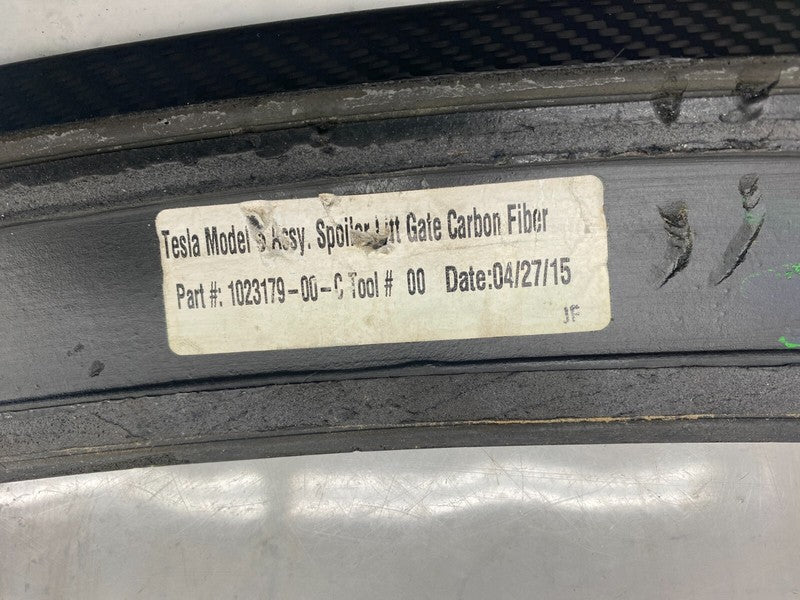 Tesla Model S Assy. Spoiler Lift Gate Carbon Fiber
Part #: 1023179-00-C Tool # 00 Date:04/27/15
JF